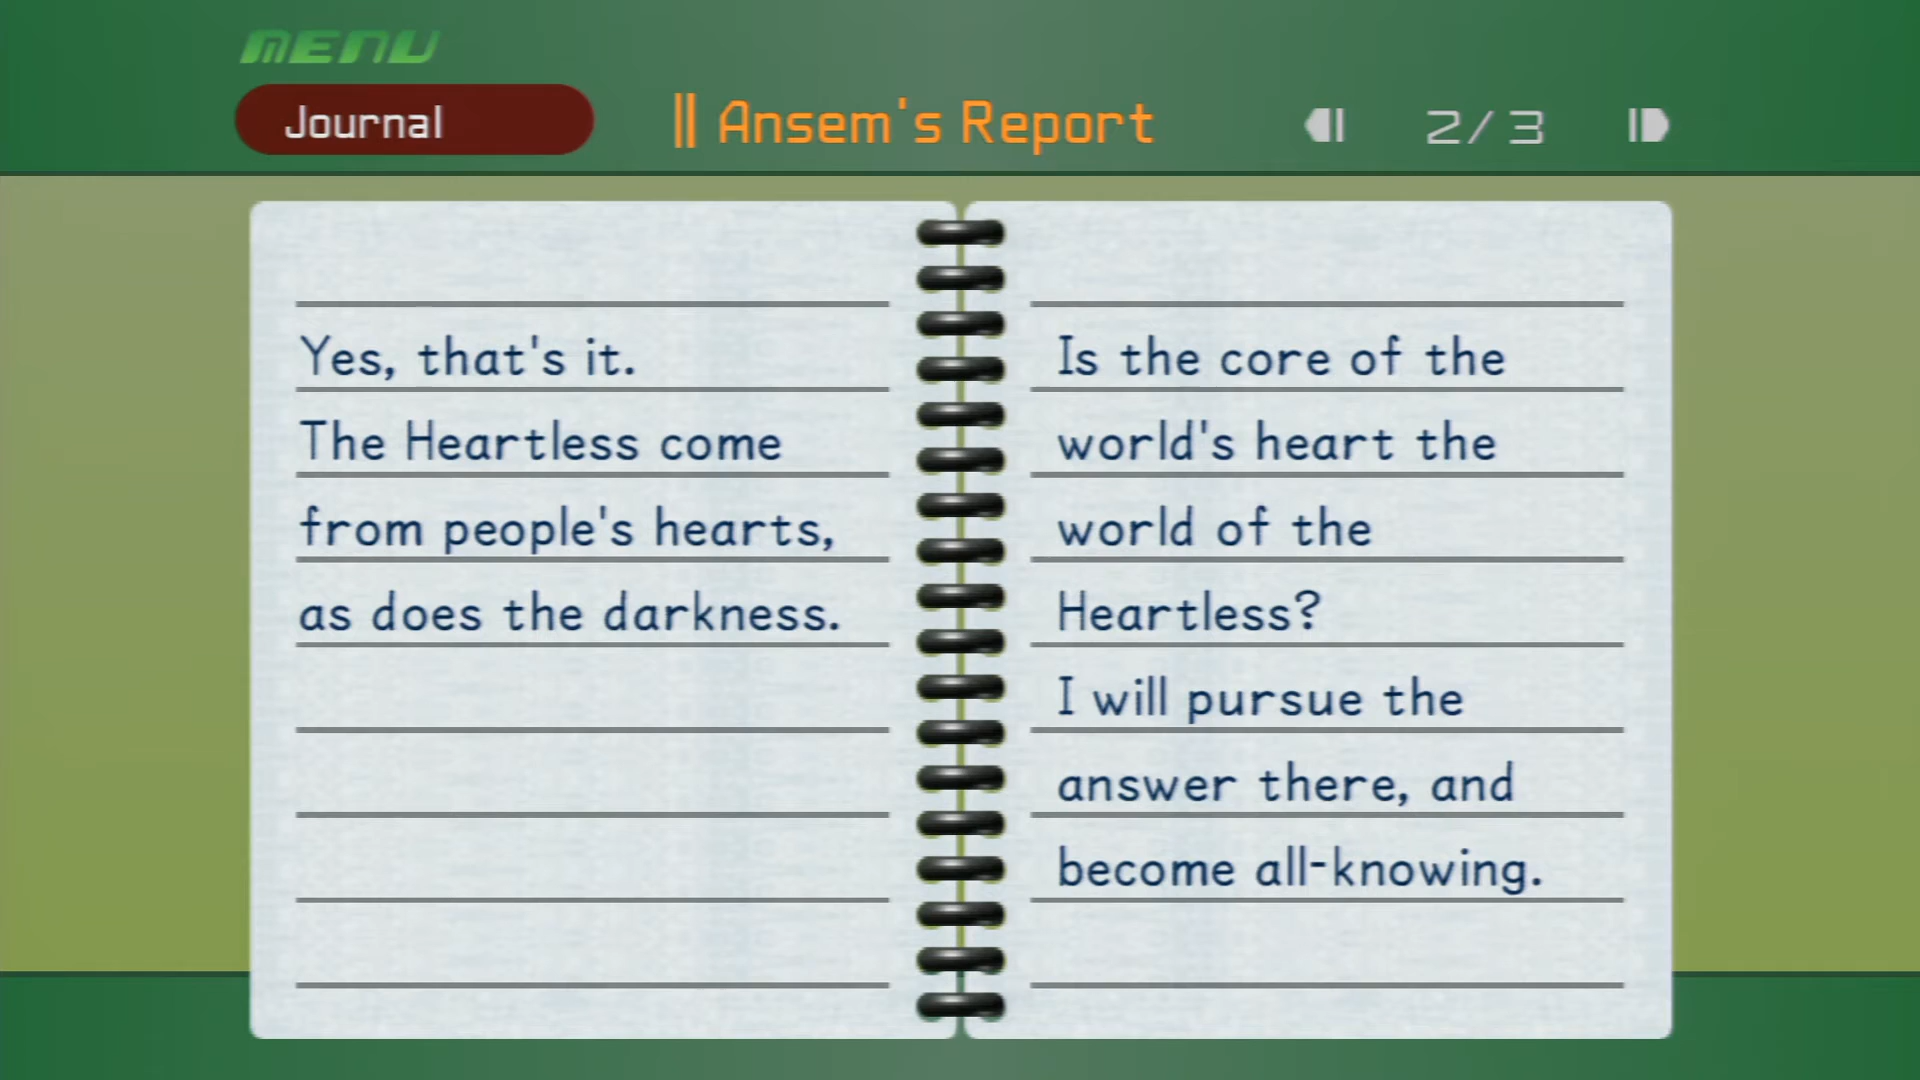 MENU
Journal
Ansem's Report
2/3
Yes, that's it.
The Heartless come
from people's hearts,
as does the darkness.
Is the core of the
world's heart the
world of the
Heartless?
I will pursue the
answer there, and
become all-knowing.